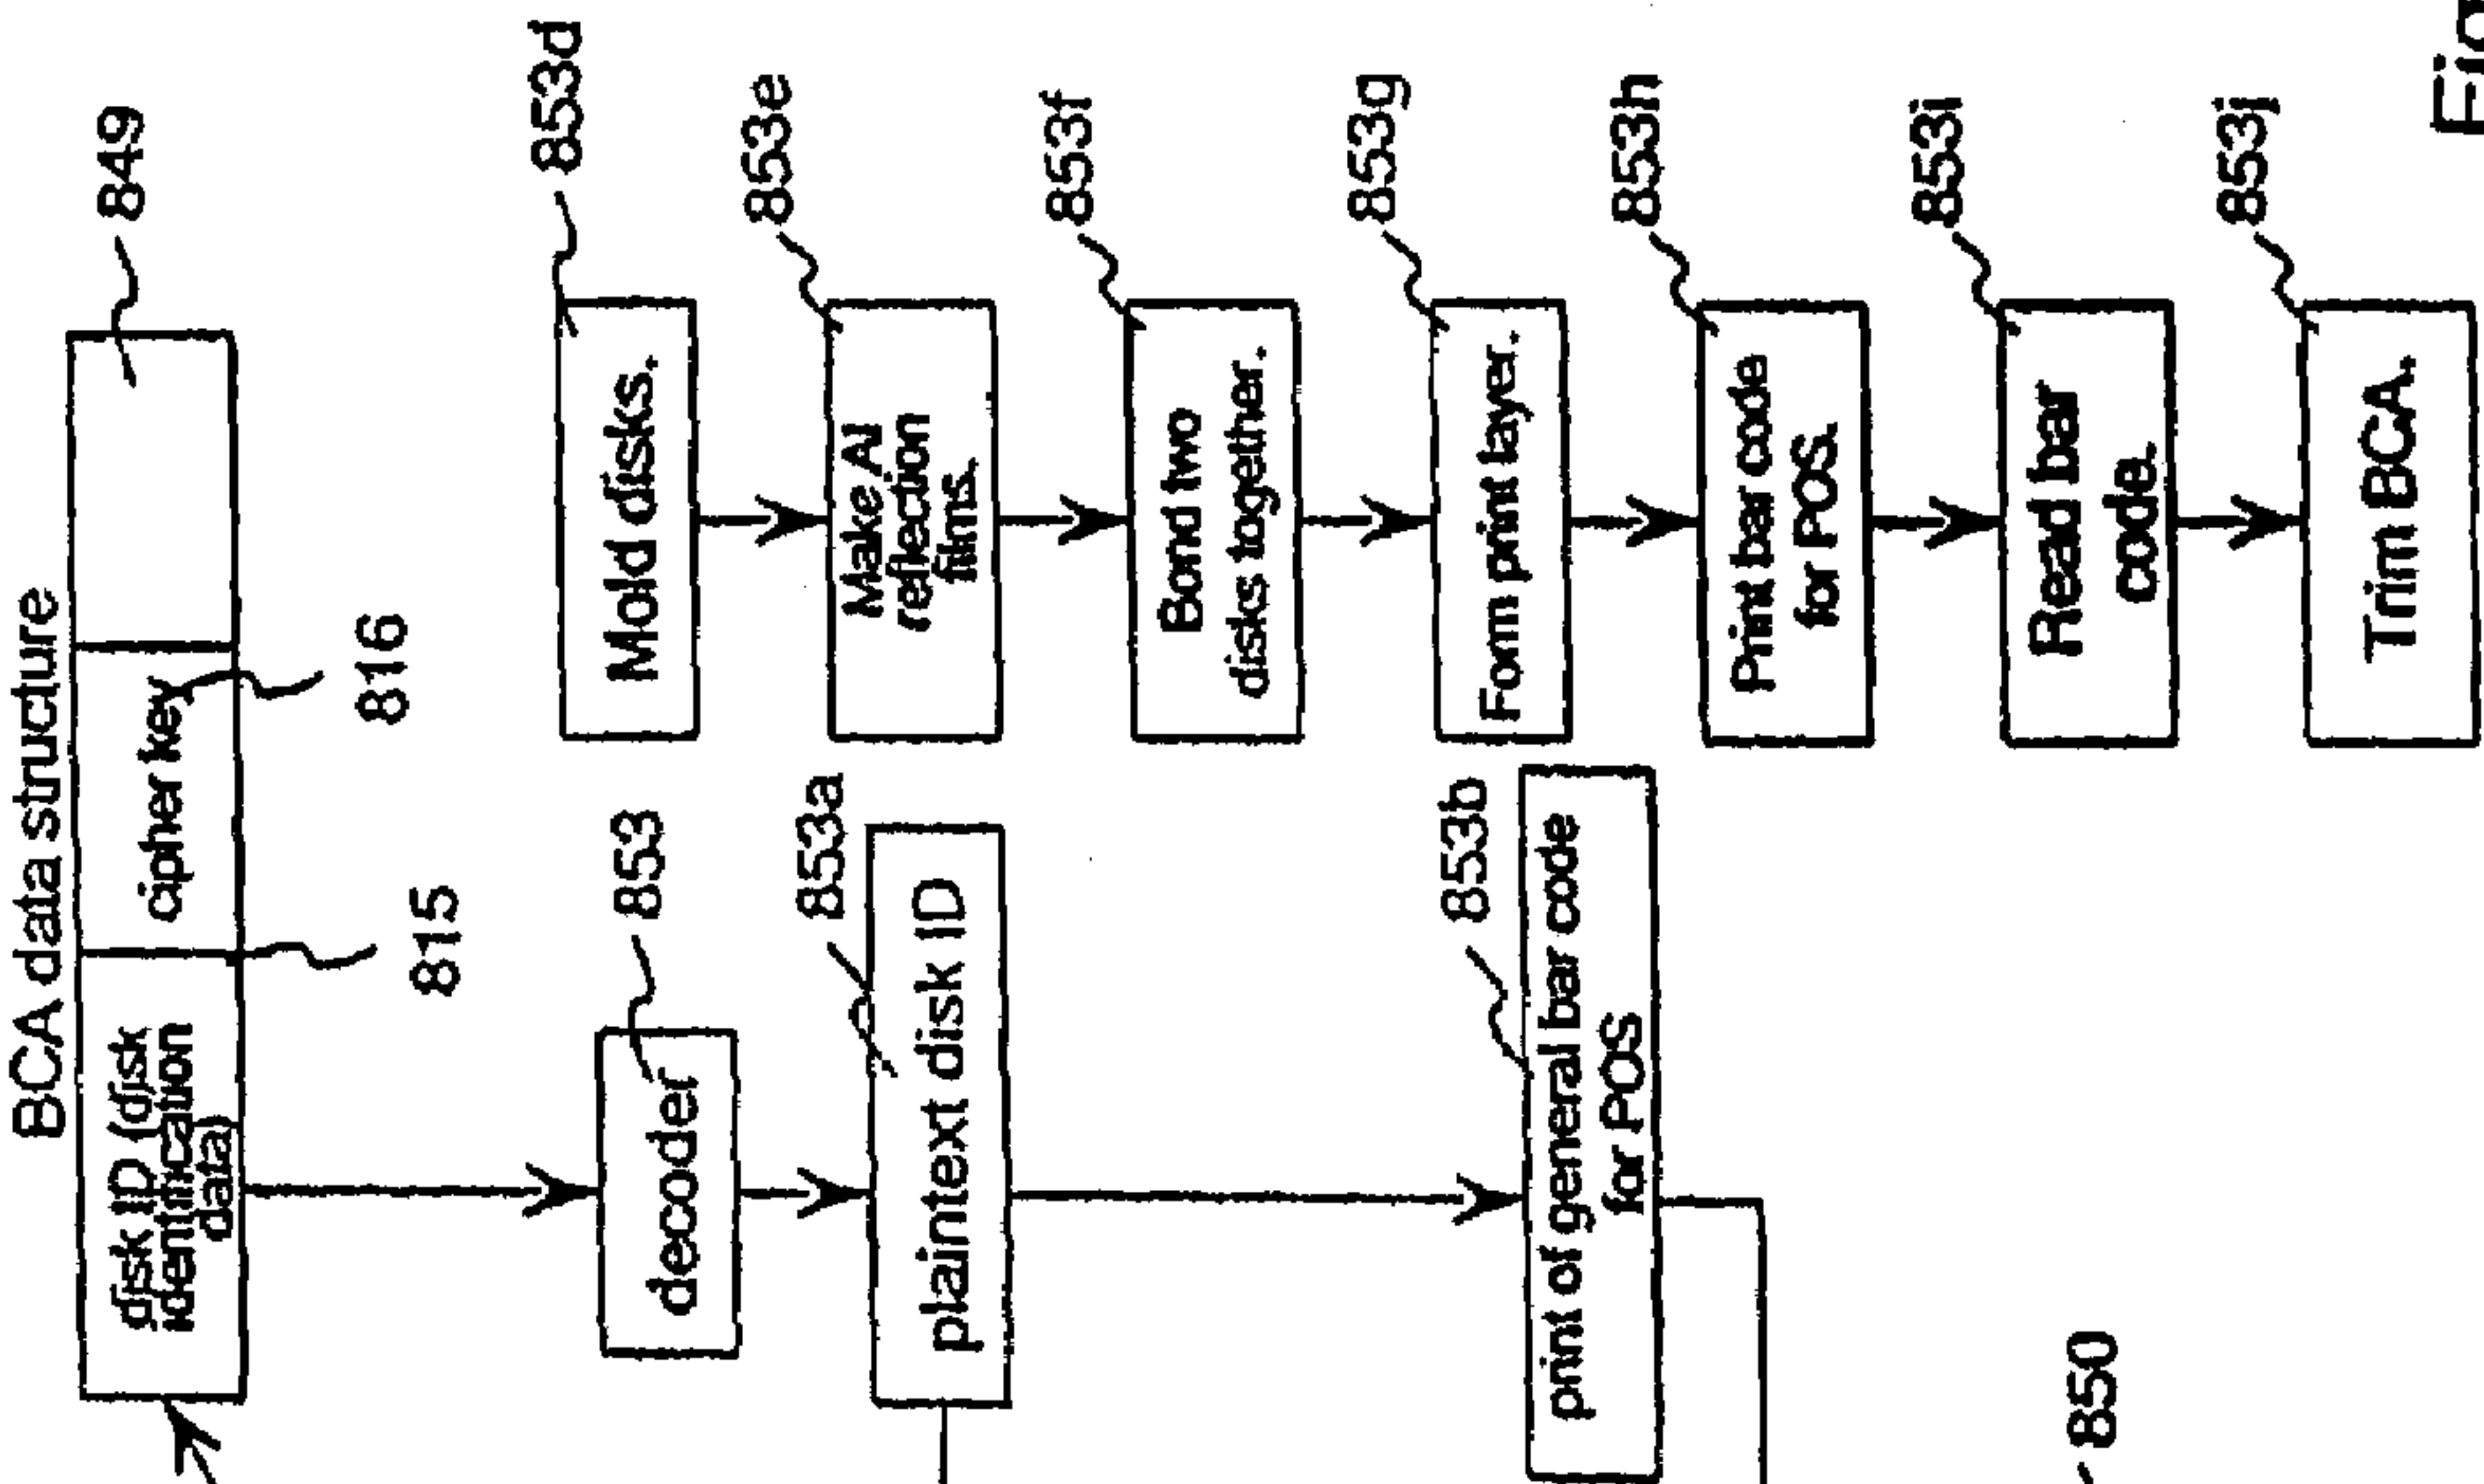 BCA data structure
disk ID (disk
identification
data)
cipher key
849
815
816
853
decoder
853a
plaintext disk ID
853b
print of general bar code
for POS
850
853d
Mold disks.
853e
Make Al
reflection
films.
853f
Bond two
disks together.
853g
Form print layer.
853h
Print bar code
for POS.
853i
Read bar
code.
853j
Trim BCA.